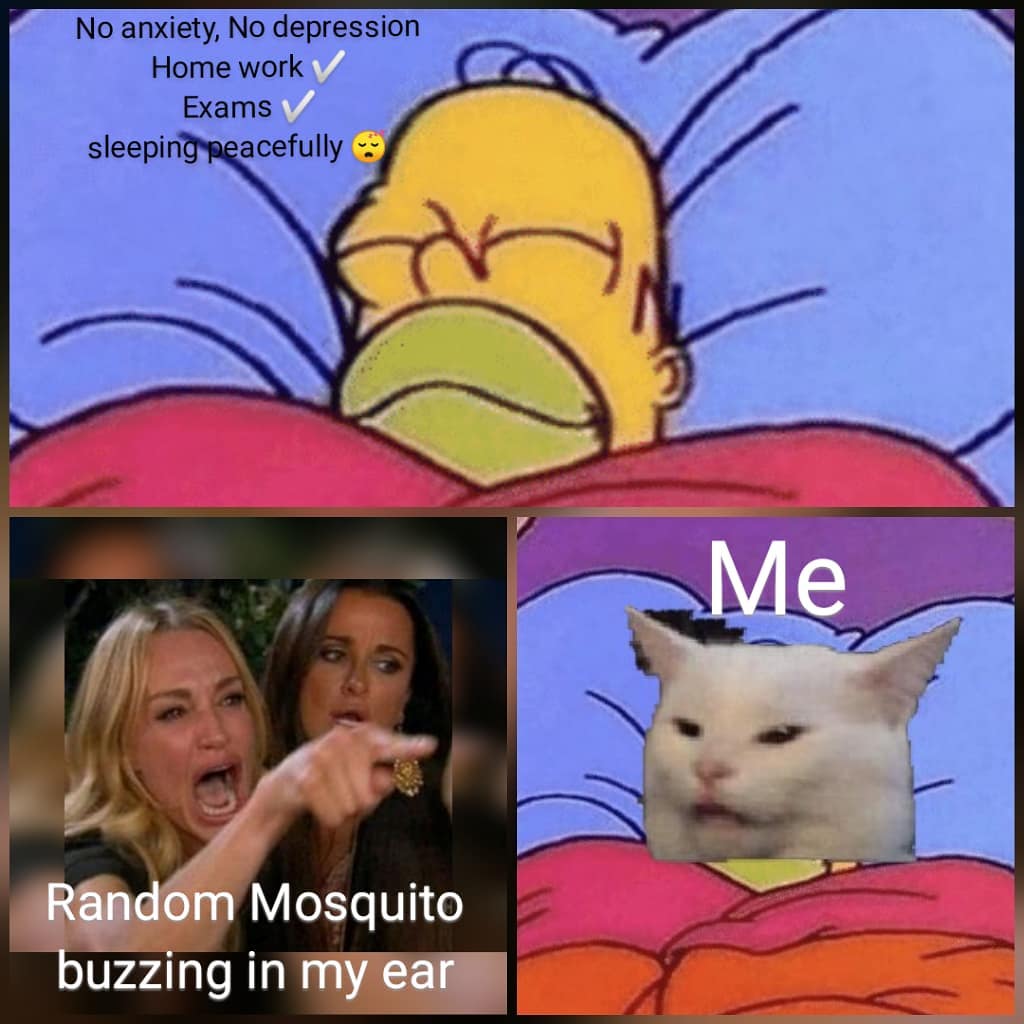 No anxiety, No depression
Home work ✔
Exams ✔
sleeping peacefully 😴
Me
Random Mosquito
buzzing in my ear